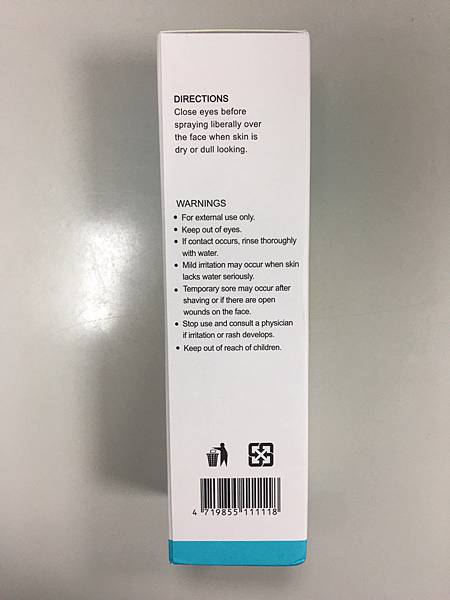 DIRECTIONS
Close eyes before
spraying liberally over
the face when skin is
dry or dull looking.
WARNINGS
• For external use only.
• Keep out of eyes.
• If contact occurs, rinse thoroughly
with water.
• Mild irritation may occur when skin
lacks water seriously.
• Temporary sore may occur after
shaving or if there are open
wounds on the face.
• Stop use and consult a physician
if irritation or rash develops.
• Keep out of reach of children.
4 719855 111118